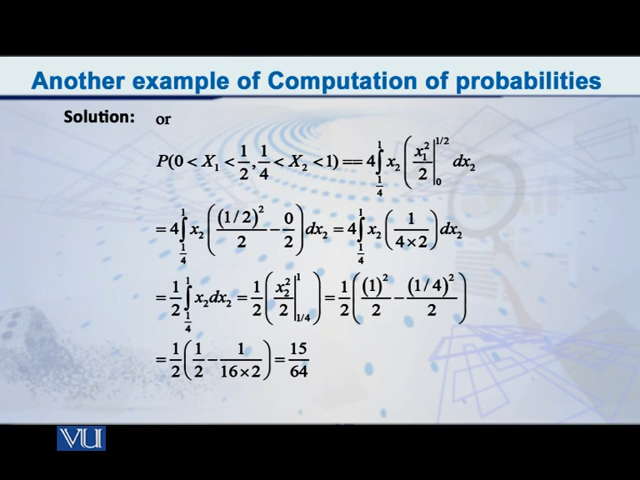 Another example of Computation of probabilities
Solution: or
P(0 < X₁ < 1/2, 1/4 < X₂ < 1) == 4∫_{1/4}^{1} x₂ (x₁²/2 |_{0}^{1/2}) dx₂
= 4∫_{1/4}^{1} x₂ ((1/2)²/2 − 0/2) dx₂ = 4∫_{1/4}^{1} x₂ (1/(4×2)) dx₂
= 1/2 ∫_{1/4}^{1} x₂dx₂ = 1/2 (x₂²/2 |_{1/4}^{1}) = 1/2 ((1)²/2 − (1/4)²/2)
= 1/2 (1/2 − 1/(16×2)) = 15/64
VU